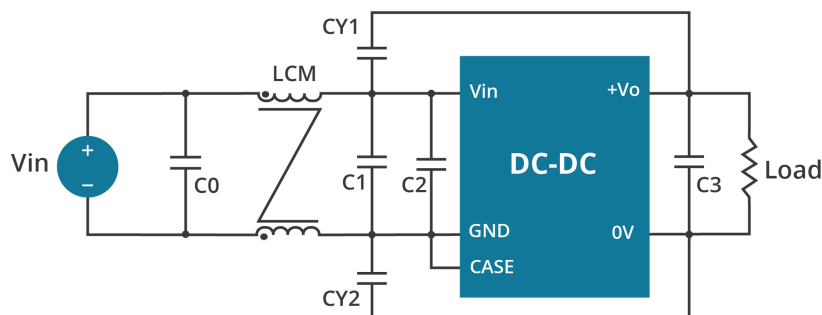 CY1
LCM
Vin
+
−
C0
C1
C2
Vin
+Vo
DC-DC
C3
Load
GND
0V
CASE
CY2